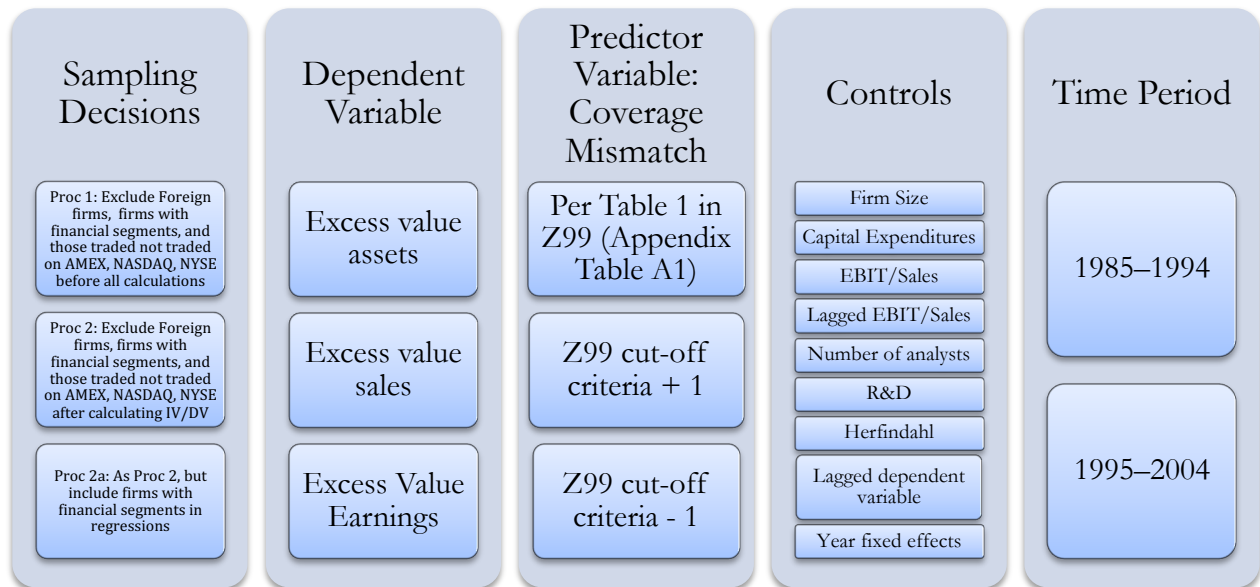 Sampling
Decisions
Proc 1: Exclude Foreign
firms,  firms with
financial segments, and
those traded not traded
on AMEX, NASDAQ, NYSE
before all calculations
Proc 2: Exclude Foreign
firms, firms with
financial segments, and
those traded not traded
on AMEX, NASDAQ, NYSE
after calculating IV/DV
Proc 2a: As Proc 2, but
include firms with
financial segments in
regressions
Dependent
Variable
Excess value
assets
Excess value
sales
Excess Value
Earnings
Predictor
Variable:
Coverage
Mismatch
Per Table 1 in
Z99 (Appendix
Table A1)
Z99 cut-off
criteria + 1
Z99 cut-off
criteria - 1
Controls
Firm Size
Capital Expenditures
EBIT/Sales
Lagged EBIT/Sales
Number of analysts
R&D
Herfindahl
Lagged dependent
variable
Year fixed effects
Time Period
1985–1994
1995–2004